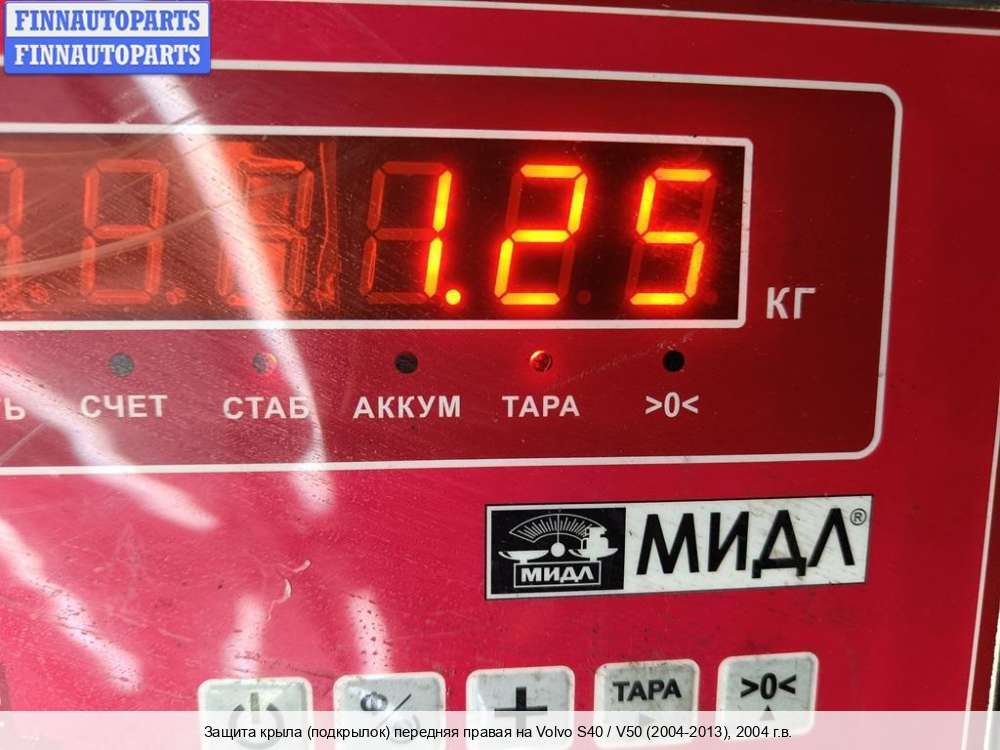 FINNAUTOPARTS
FINNAUTOPARTS
1.25
КГ
СЧЕТ СТАБ АККУМ ТАРА >0<
МИДЛ
МИДЛ®
ТАРА >0<
Защита крыла (подкрылок) передняя правая на Volvo S40 / V50 (2004-2013), 2004 г.в.